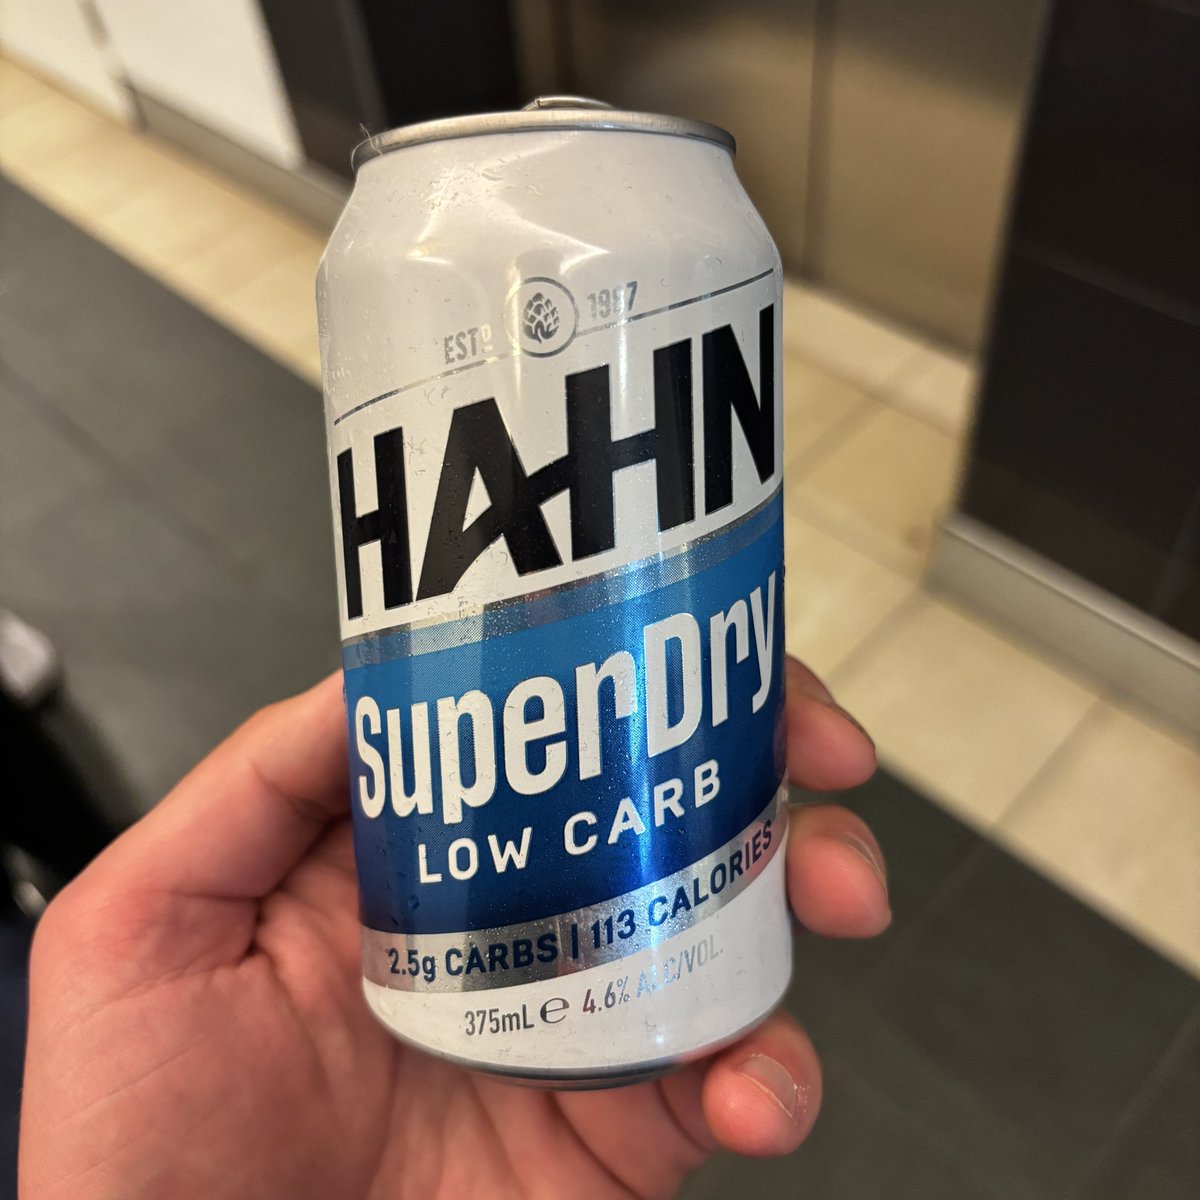 ESTD 1987
HAHN
SuperDry
LOW CARB
2.5g CARBS | 113 CALORIES
375mL e 4.6% ALC/VOL.